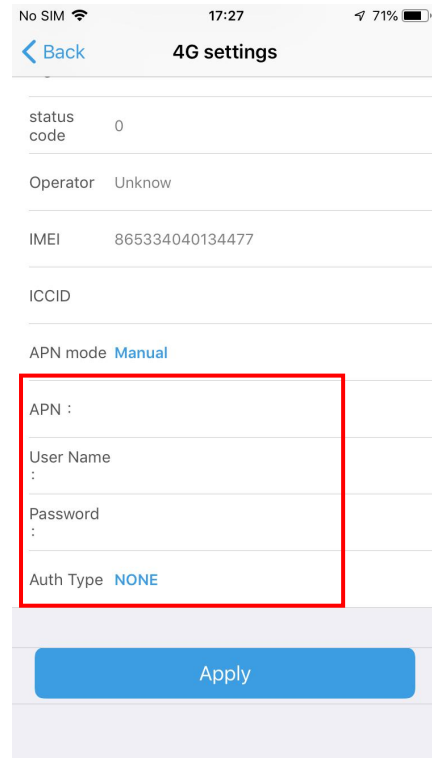 No SIM 17:27 71%
Back 4G settings
status
code 0
Operator Unknow
IMEI 865334040134477
ICCID
APN mode Manual
APN :
User Name
:
Password
:
Auth Type NONE
Apply